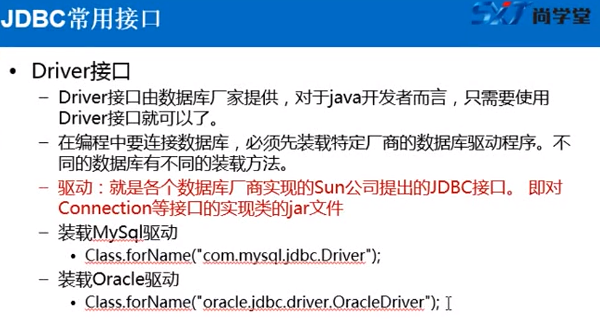 JDBC常用接口
SXT 尚学堂
• Driver接口
– Driver接口由数据库厂家提供，对于java开发者而言，只需要使用
Driver接口就可以了。
– 在编程中要连接数据库，必须先装载特定厂商的数据库驱动程序。不
同的数据库有不同的装载方法。
– 驱动：就是各个数据库厂商实现的Sun公司提出的JDBC接口。 即对
Connection等接口的实现类的jar文件
– 装载MySql驱动
• Class.forName("com.mysql.jdbc.Driver");
– 装载Oracle驱动
• Class.forName("oracle.jdbc.driver.OracleDriver");